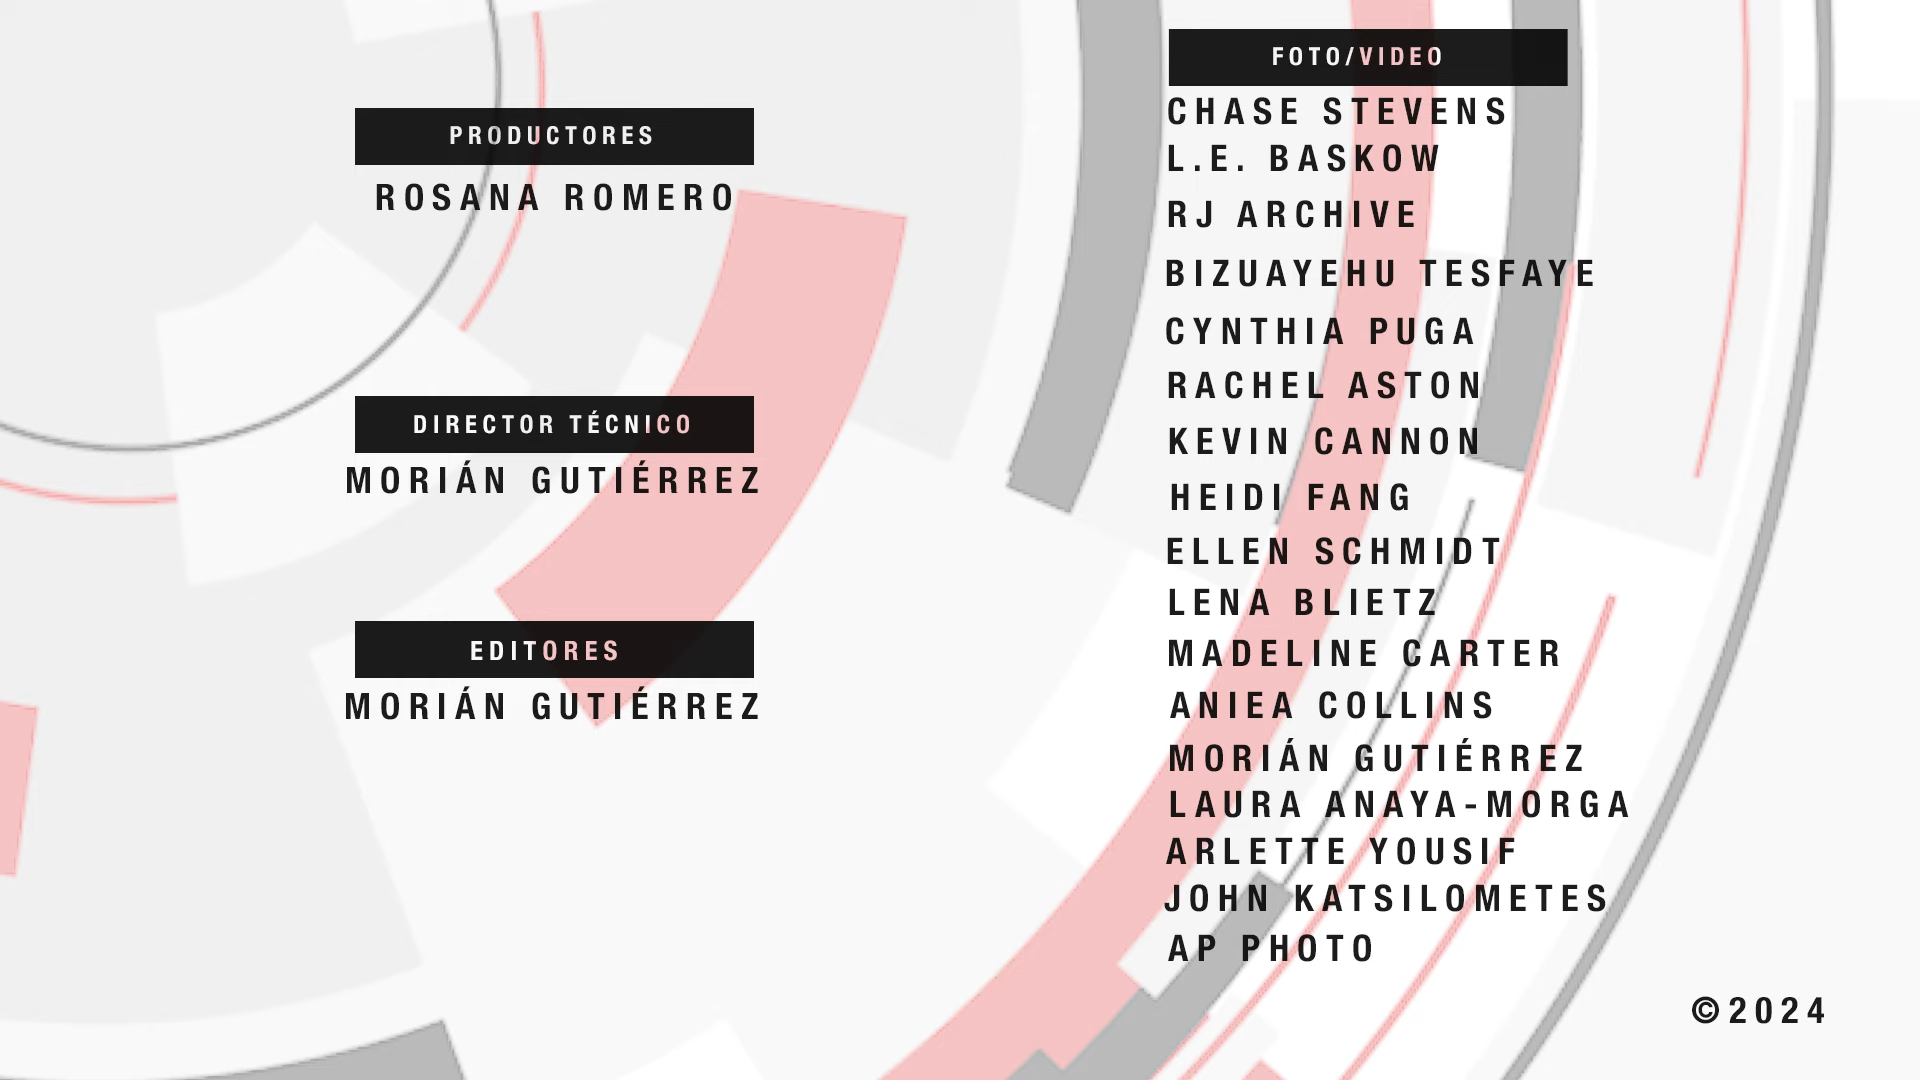 PRODUCTORES
ROSANA ROMERO
DIRECTOR TÉCNICO
MORIÁN GUTIÉRREZ
EDITORES
MORIÁN GUTIÉRREZ
FOTO/VIDEO
CHASE STEVENS
L.E. BASKOW
RJ ARCHIVE
BIZUAYEHU TESFAYE
CYNTHIA PUGA
RACHEL ASTON
KEVIN CANNON
HEIDI FANG
ELLEN SCHMIDT
LENA BLIETZ
MADELINE CARTER
ANIEA COLLINS
MORIÁN GUTIÉRREZ
LAURA ANAYA-MORGA
ARLETTE YOUSIF
JOHN KATSILOMETES
AP PHOTO
©2024